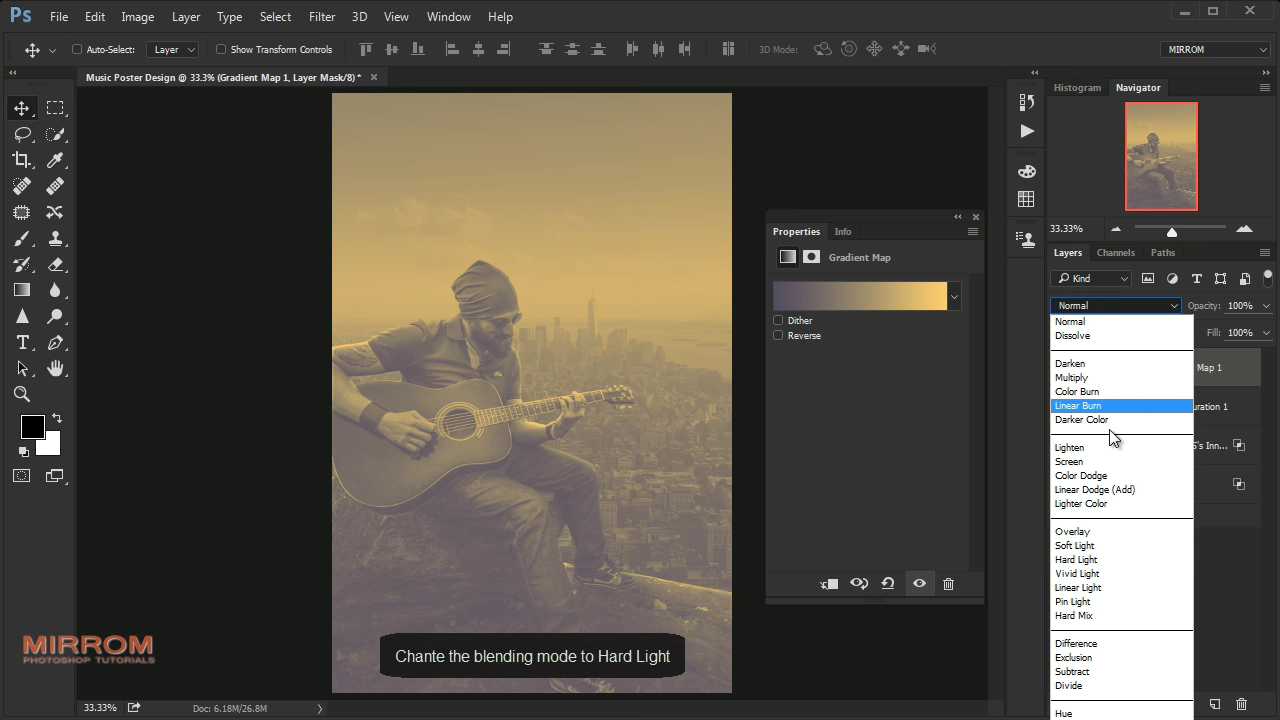 Ps File Edit Image Layer Type Select Filter 3D View Window Help
Auto-Select: Layer Show Transform Controls 3D Mode: MIRROM
Music Poster Design @ 33.3% (Gradient Map 1, Layer Mask/8) *
Histogram Navigator
33.33%
Properties Info
Gradient Map
Dither
Reverse
Layers Channels Paths
Kind
Normal Opacity: 100%
Fill: 100%
Normal
Dissolve
Darken
Multiply
Color Burn
Linear Burn
Darker Color
Lighten
Screen
Color Dodge
Linear Dodge (Add)
Lighter Color
Overlay
Soft Light
Hard Light
Vivid Light
Linear Light
Pin Light
Hard Mix
Difference
Exclusion
Subtract
Divide
Hue
Map 1
uration 1
's Inn...
MIRROM
PHOTOSHOP TUTORIALS
Chante the blending mode to Hard Light
33.33% Doc: 6.18M/26.8M